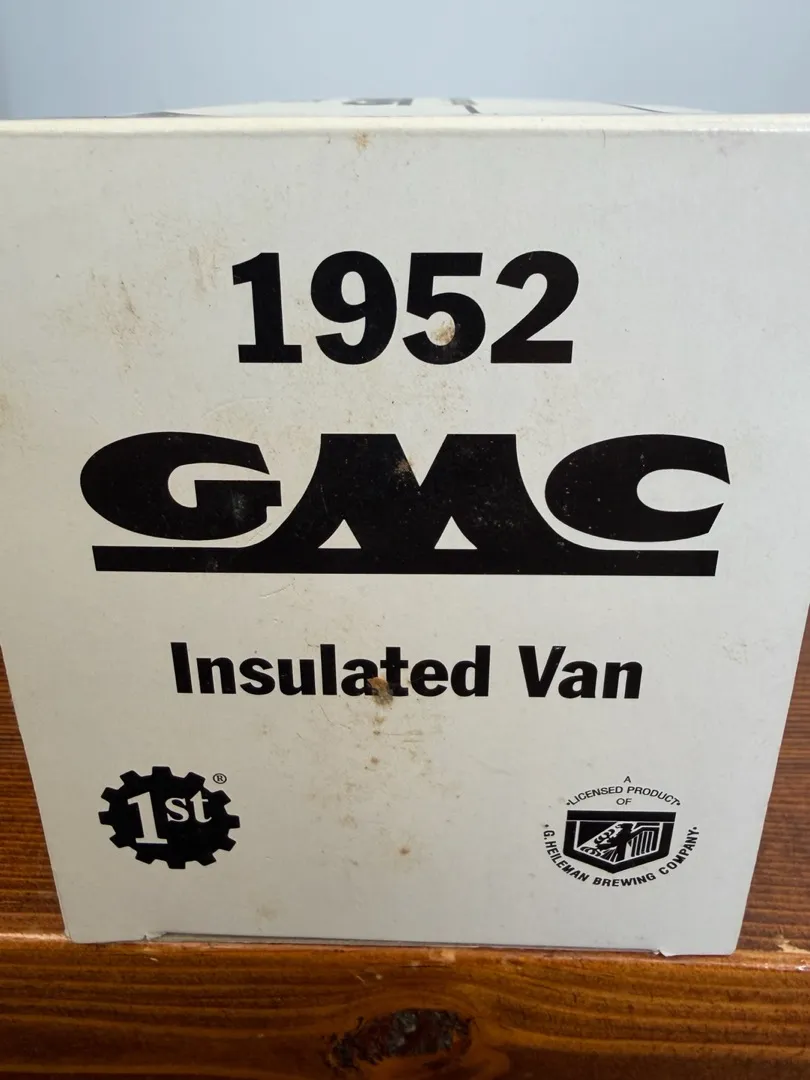 1952
GMC
Insulated Van
1st®
A
•LICENSED PRODUCT•
OF
•G. HEILEMAN BREWING COMPANY•